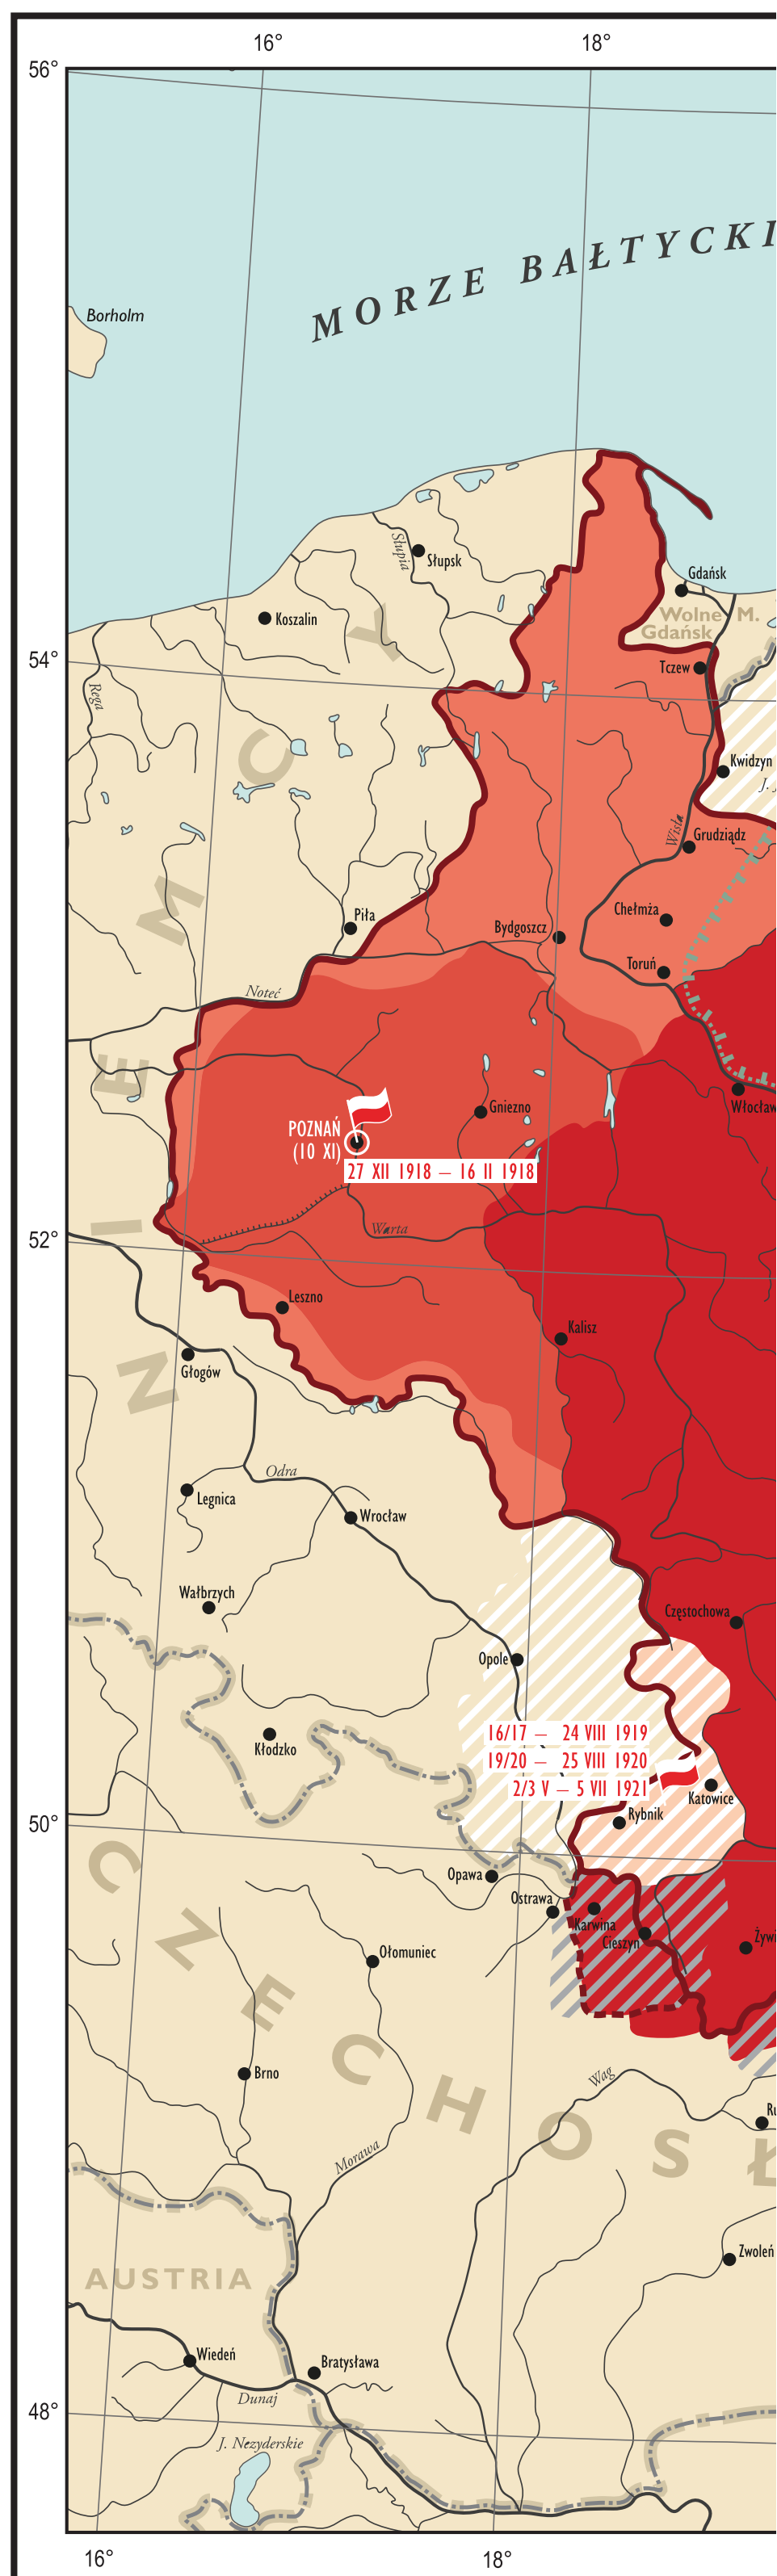 16°
18°
56°
MORZE BAŁTYCKI
Borholm
Słupia
Słupsk
Gdańsk
Koszalin
Wolne M.
Gdańsk
54°
Tczew
Rega
Kwidzyn
J. J
Wisła
Grudziądz
Piła
Chełmża
Bydgoszcz
Toruń
Noteć
Włocław
Gniezno
POZNAŃ
(10 XI)
27 XII 1918 – 16 II 1918
Warta
52°
Leszno
Kalisz
Głogów
NIEMCY
Odra
Legnica
Wrocław
Wałbrzych
Częstochowa
Opole
16/17 – 24 VIII 1919
19/20 – 25 VIII 1920
2/3 V – 5 VII 1921
Kłodzko
Katowice
Rybnik
50°
Opawa
Ostrawa
Karwina
Cieszyn
Żywi
Ołomuniec
CZECHOSŁ
Brno
Wag
Ru
Morawa
Zwoleń
AUSTRIA
Wiedeń
Bratysława
Dunaj
48°
J. Nezyderskie
16°
18°